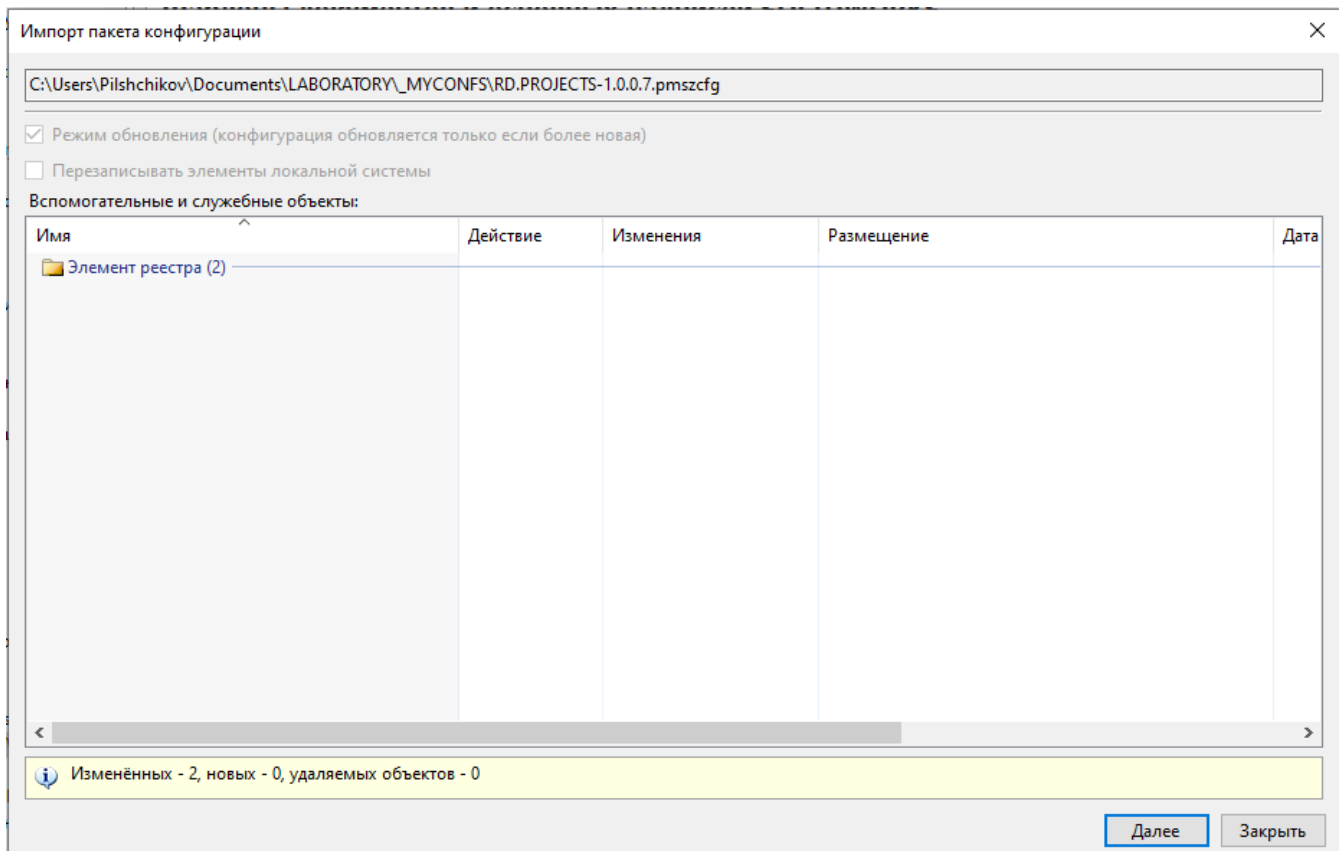 Импорт пакета конфигурации
C:\Users\Pilshchikov\Documents\LABORATORY\_MYCONFS\RD.PROJECTS-1.0.0.7.pmszcfg
Режим обновления (конфигурация обновляется только если более новая)
Перезаписывать элементы локальной системы
Вспомогательные и служебные объекты:
Имя Действие Изменения Размещение Дата
Элемент реестра (2)
Изменённых - 2, новых - 0, удаляемых объектов - 0
Далее Закрыть